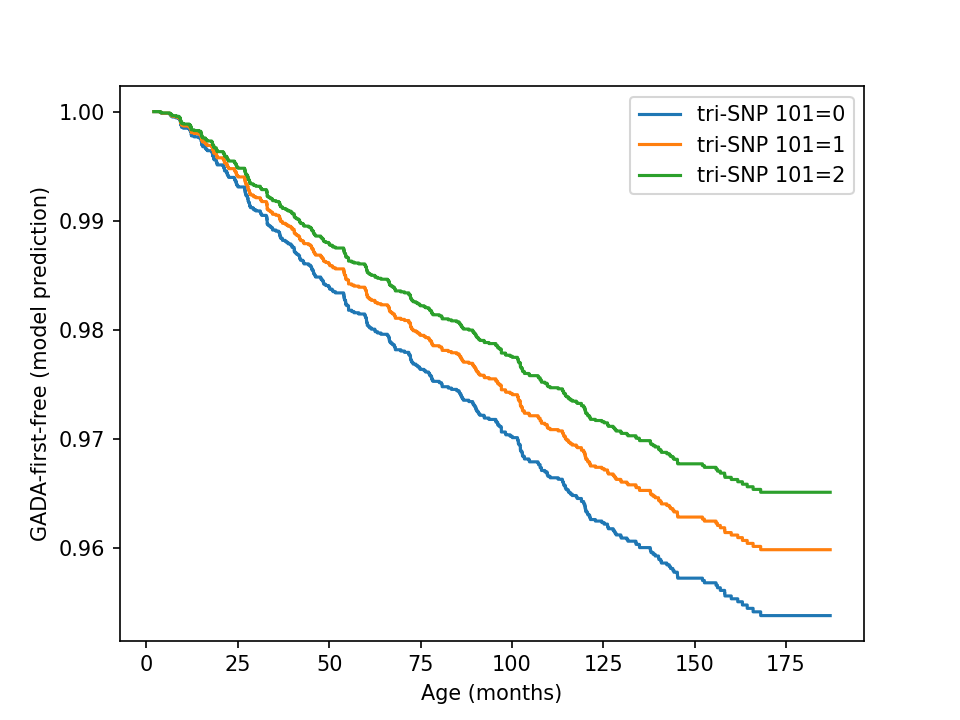 tri-SNP 101=0
tri-SNP 101=1
tri-SNP 101=2
1.00
0.99
0.98
0.97
0.96
GADA-first-free (model prediction)
0 25 50 75 100 125 150 175
Age (months)